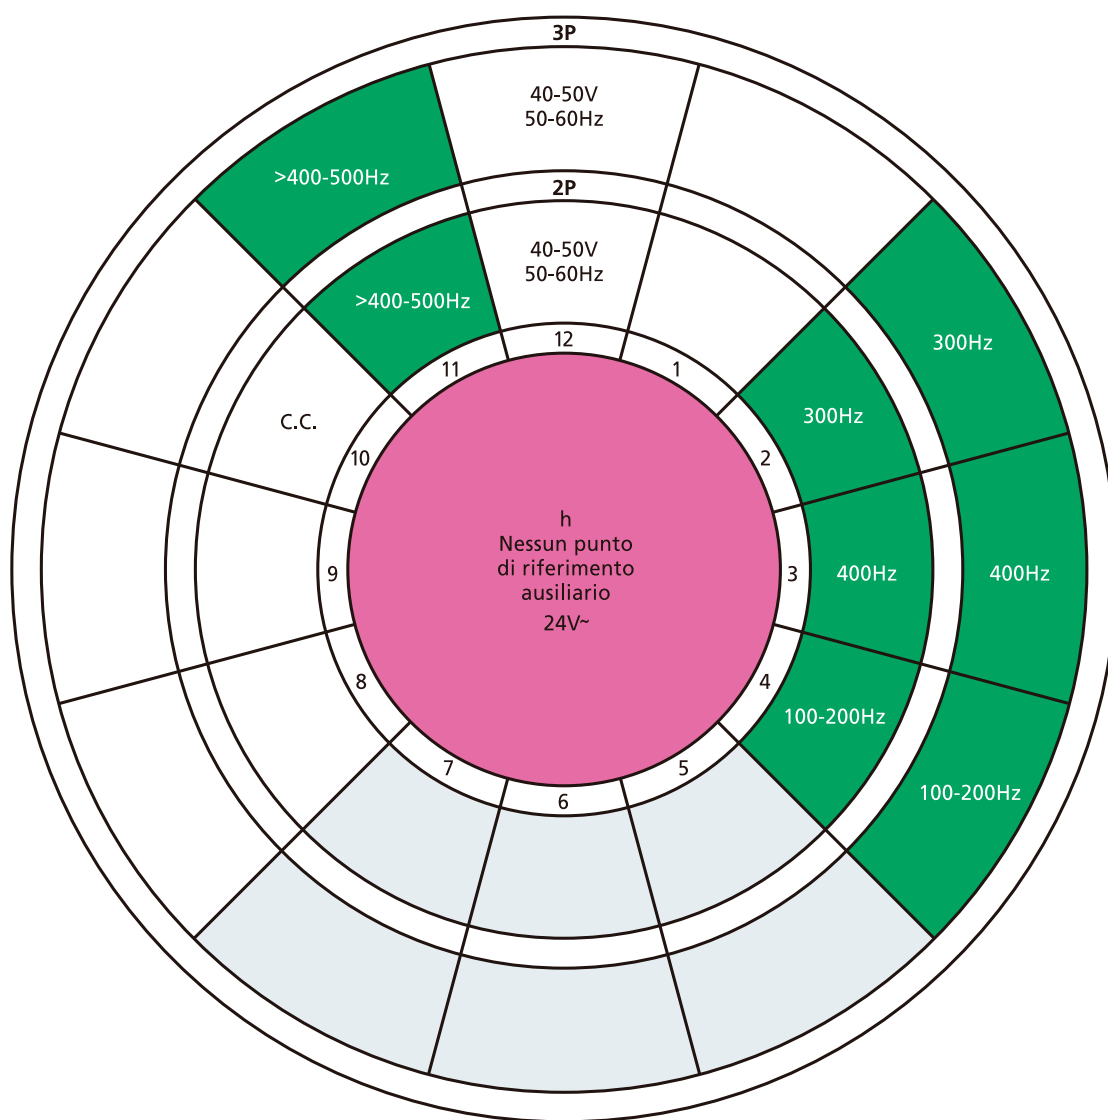 3P
40-50V
50-60Hz
>400-500Hz
2P
40-50V
50-60Hz
>400-500Hz
12
11
1
300Hz
300Hz
C.C.
10
2
h
Nessun punto
di riferimento
ausiliario
24V~
9
3
400Hz
400Hz
8
4
100-200Hz
7
5
6
100-200Hz